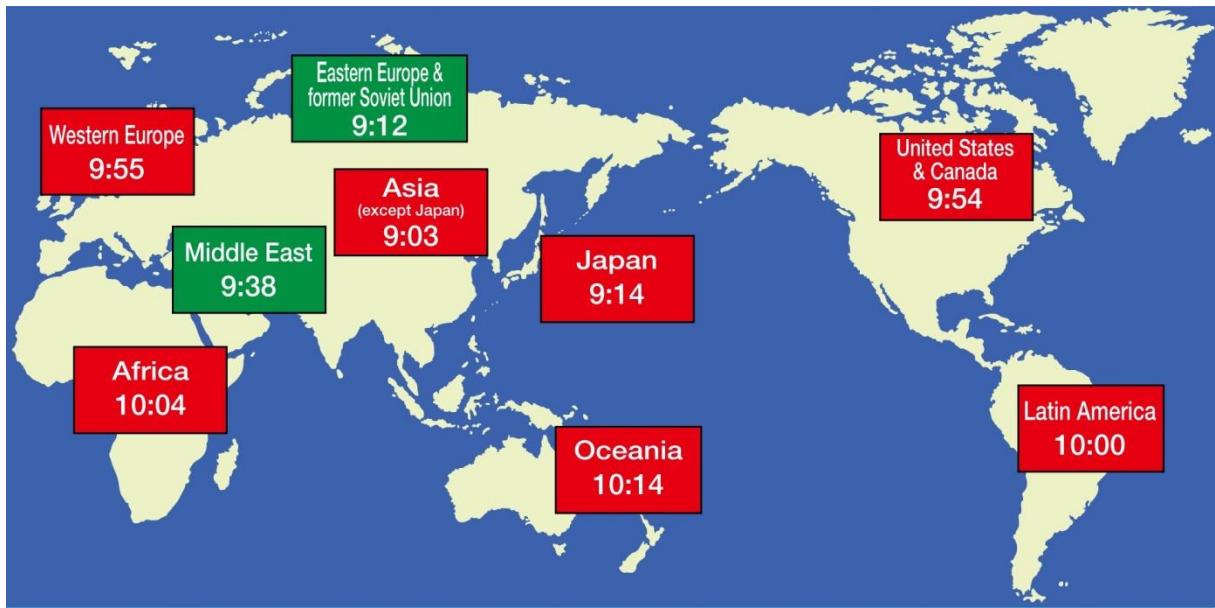 Eastern Europe &
former Soviet Union
9:12
Western Europe
9:55
United States
& Canada
9:54
Asia
(except Japan)
9:03
Middle East
9:38
Japan
9:14
Africa
10:04
Latin America
10:00
Oceania
10:14